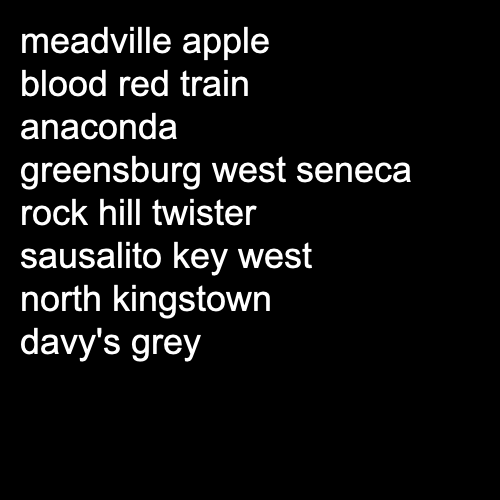 meadville apple
blood red train
anaconda
greensburg west seneca
rock hill twister
sausalito key west
north kingstown
davy's grey